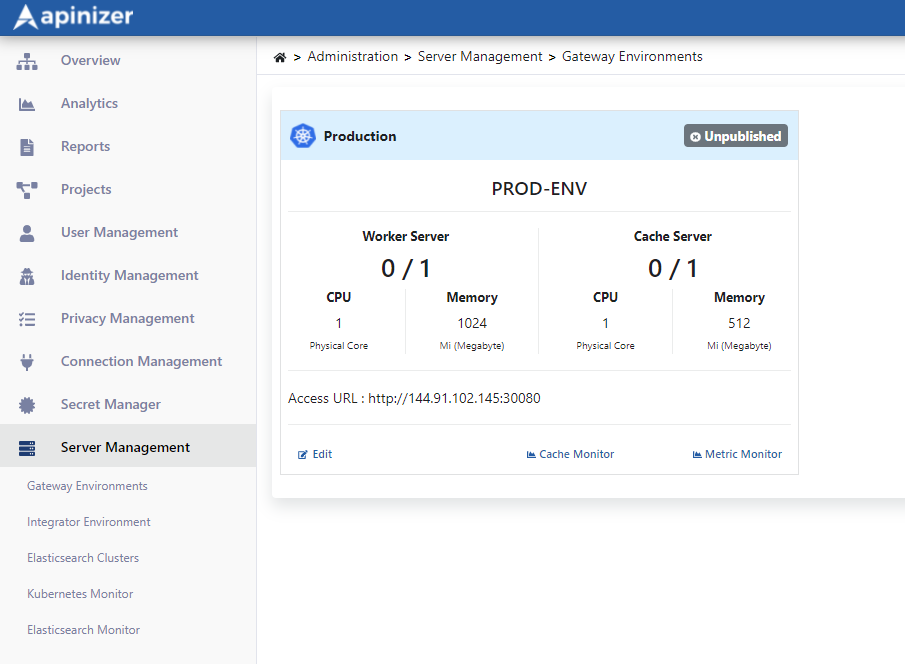 apinizer
Overview
Analytics
Reports
Projects
User Management
Identity Management
Privacy Management
Connection Management
Secret Manager
Server Management
Gateway Environments
Integrator Environment
Elasticsearch Clusters
Kubernetes Monitor
Elasticsearch Monitor
> Administration > Server Management > Gateway Environments
Production Unpublished
PROD-ENV
Worker Server
0 / 1
CPU Memory
1 1024
Physical Core Mi (Megabyte)
Cache Server
0 / 1
CPU Memory
1 512
Physical Core Mi (Megabyte)
Access URL : http://144.91.102.145:30080
Edit Cache Monitor Metric Monitor